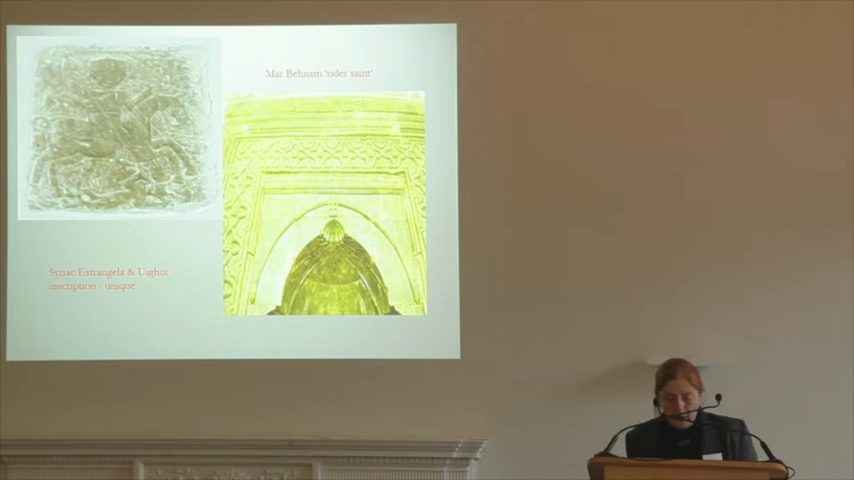 Mar Behnam 'rider saint'
Syriac Estrangela & Uighur
inscription - unique